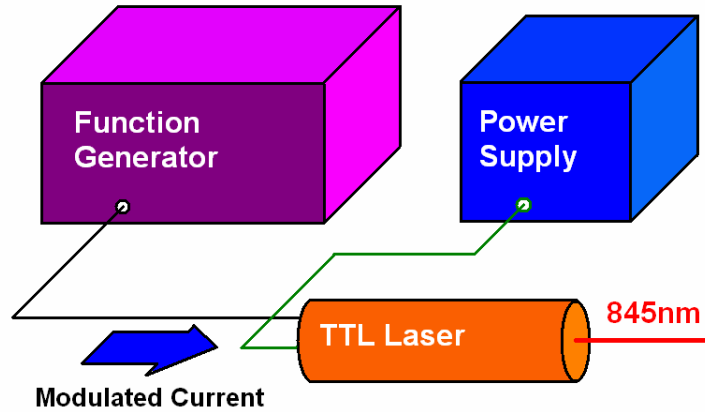 Function
Generator
Power
Supply
845nm
TTL Laser
Modulated Current